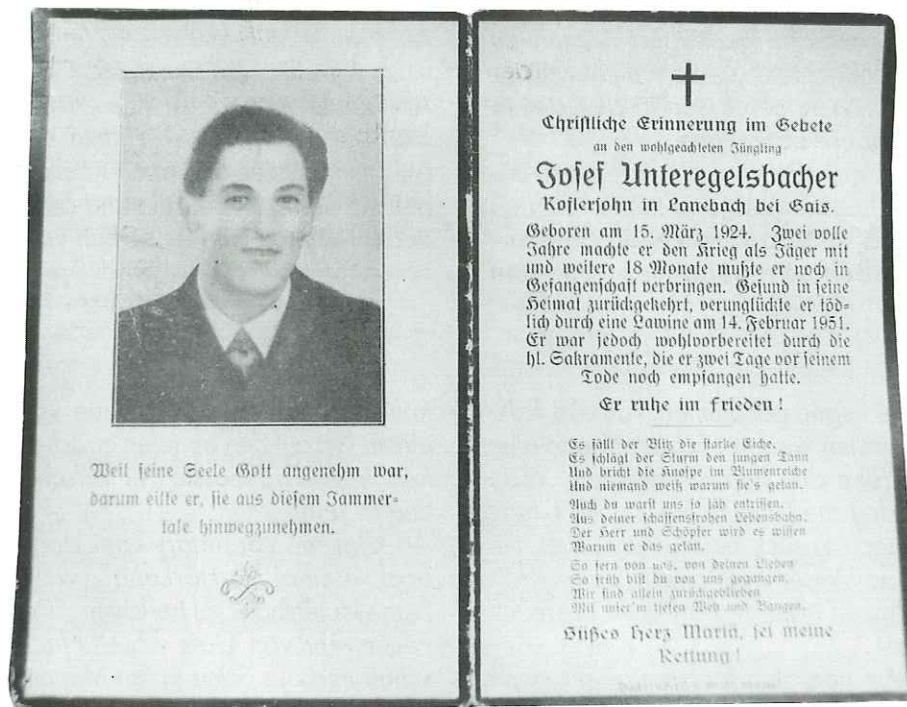 Weil seine Seele Gott angenehm war,
darum eilte er, sie aus diesem Jammer=
tale hinwegzunehmen.
Christliche Erinnerung im Gebete
an den wohlgeachteten Jüngling
Josef Unteregelsbacher
Koflersohn in Lanebach bei Gais.
Geboren am 15. März 1924. Zwei volle
Jahre machte er den Krieg als Jäger mit
und weitere 18 Monate mußte er noch in
Gefangenschaft verbringen. Gesund in seine
Heimat zurückgekehrt, verunglückte er töd=
lich durch eine Lawine am 14. Februar 1951.
Er war jedoch wohlvorbereitet durch die
hl. Sakramente, die er zwei Tage vor seinem
Tode noch empfangen hatte.
Er ruhe im Frieden!
Es fällt der Blitz die starke Eiche,
Es schlägt der Sturm den jungen Tann
Und bricht die Knospe im Blumenreiche
Und niemand weiß warum sie's getan.
Auch du warst uns so jäh entrissen,
Aus deiner schaffensfrohen Lebensbahn.
Der Herr und Schöpfer wird es wissen
Warum er das getan.
So fern von uns, von deinen Lieben
So früh bist du von uns gegangen.
Wir sind allein zurückgeblieben
Mit unser'm tiefen Weh und Bangen.
Süßes Herz Mariä, sei meine
Rettung!